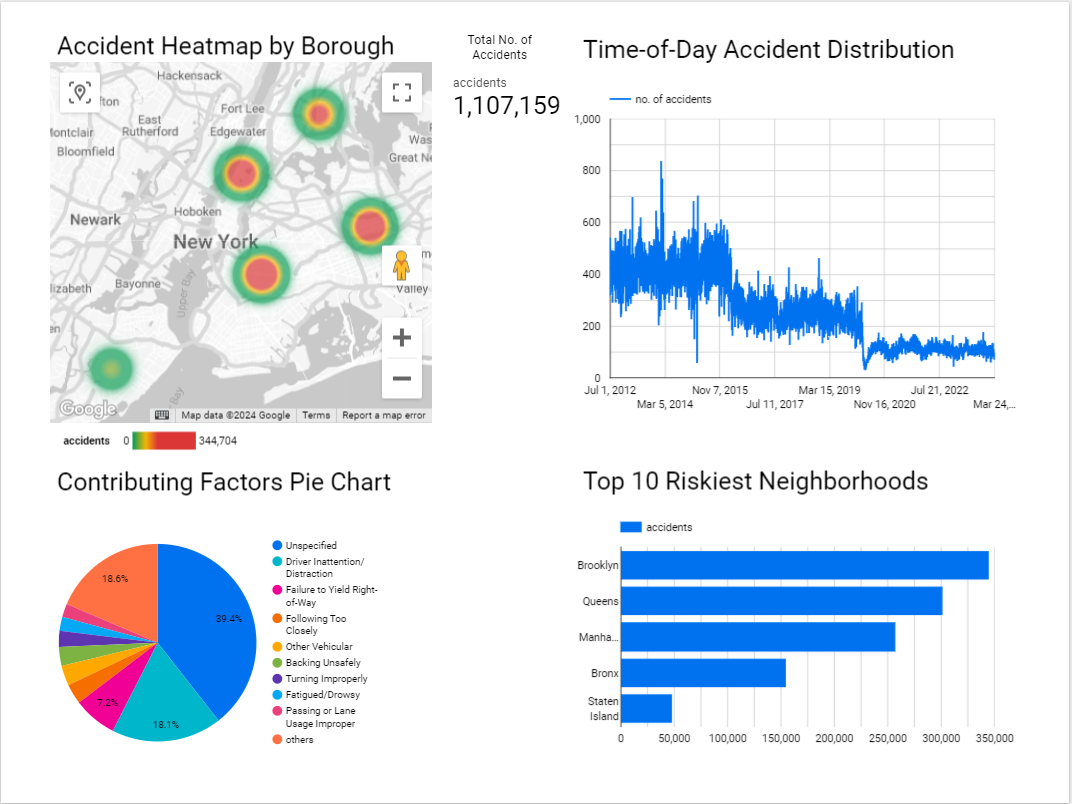 Accident Heatmap by Borough
Hackensack
Fort Lee
East
Rutherford
Edgewater
Bloomfield
Great Ne
Hoboken
Newark
New York
Bayonne
Upper Bay
Valley
lizabeth
Bay
Google
Map data ©2024 Google
Terms
Report a map error
accidents 0 344,704
Total No. of
Accidents
accidents
1,107,159
Time-of-Day Accident Distribution
no. of accidents
1,000
800
600
400
200
0
Jul 1, 2012
Mar 5, 2014
Nov 7, 2015
Jul 11, 2017
Mar 15, 2019
Nov 16, 2020
Jul 21, 2022
Mar 24,...
Contributing Factors Pie Chart
18.6%
39.4%
7.2%
18.1%
Unspecified
Driver Inattention/
Distraction
Failure to Yield Right-
of-Way
Following Too
Closely
Other Vehicular
Backing Unsafely
Turning Improperly
Fatigued/Drowsy
Passing or Lane
Usage Improper
others
Top 10 Riskiest Neighborhoods
accidents
Brooklyn
Queens
Manha...
Bronx
Staten
Island
0
50,000
100,000
150,000
200,000
250,000
300,000
350,000